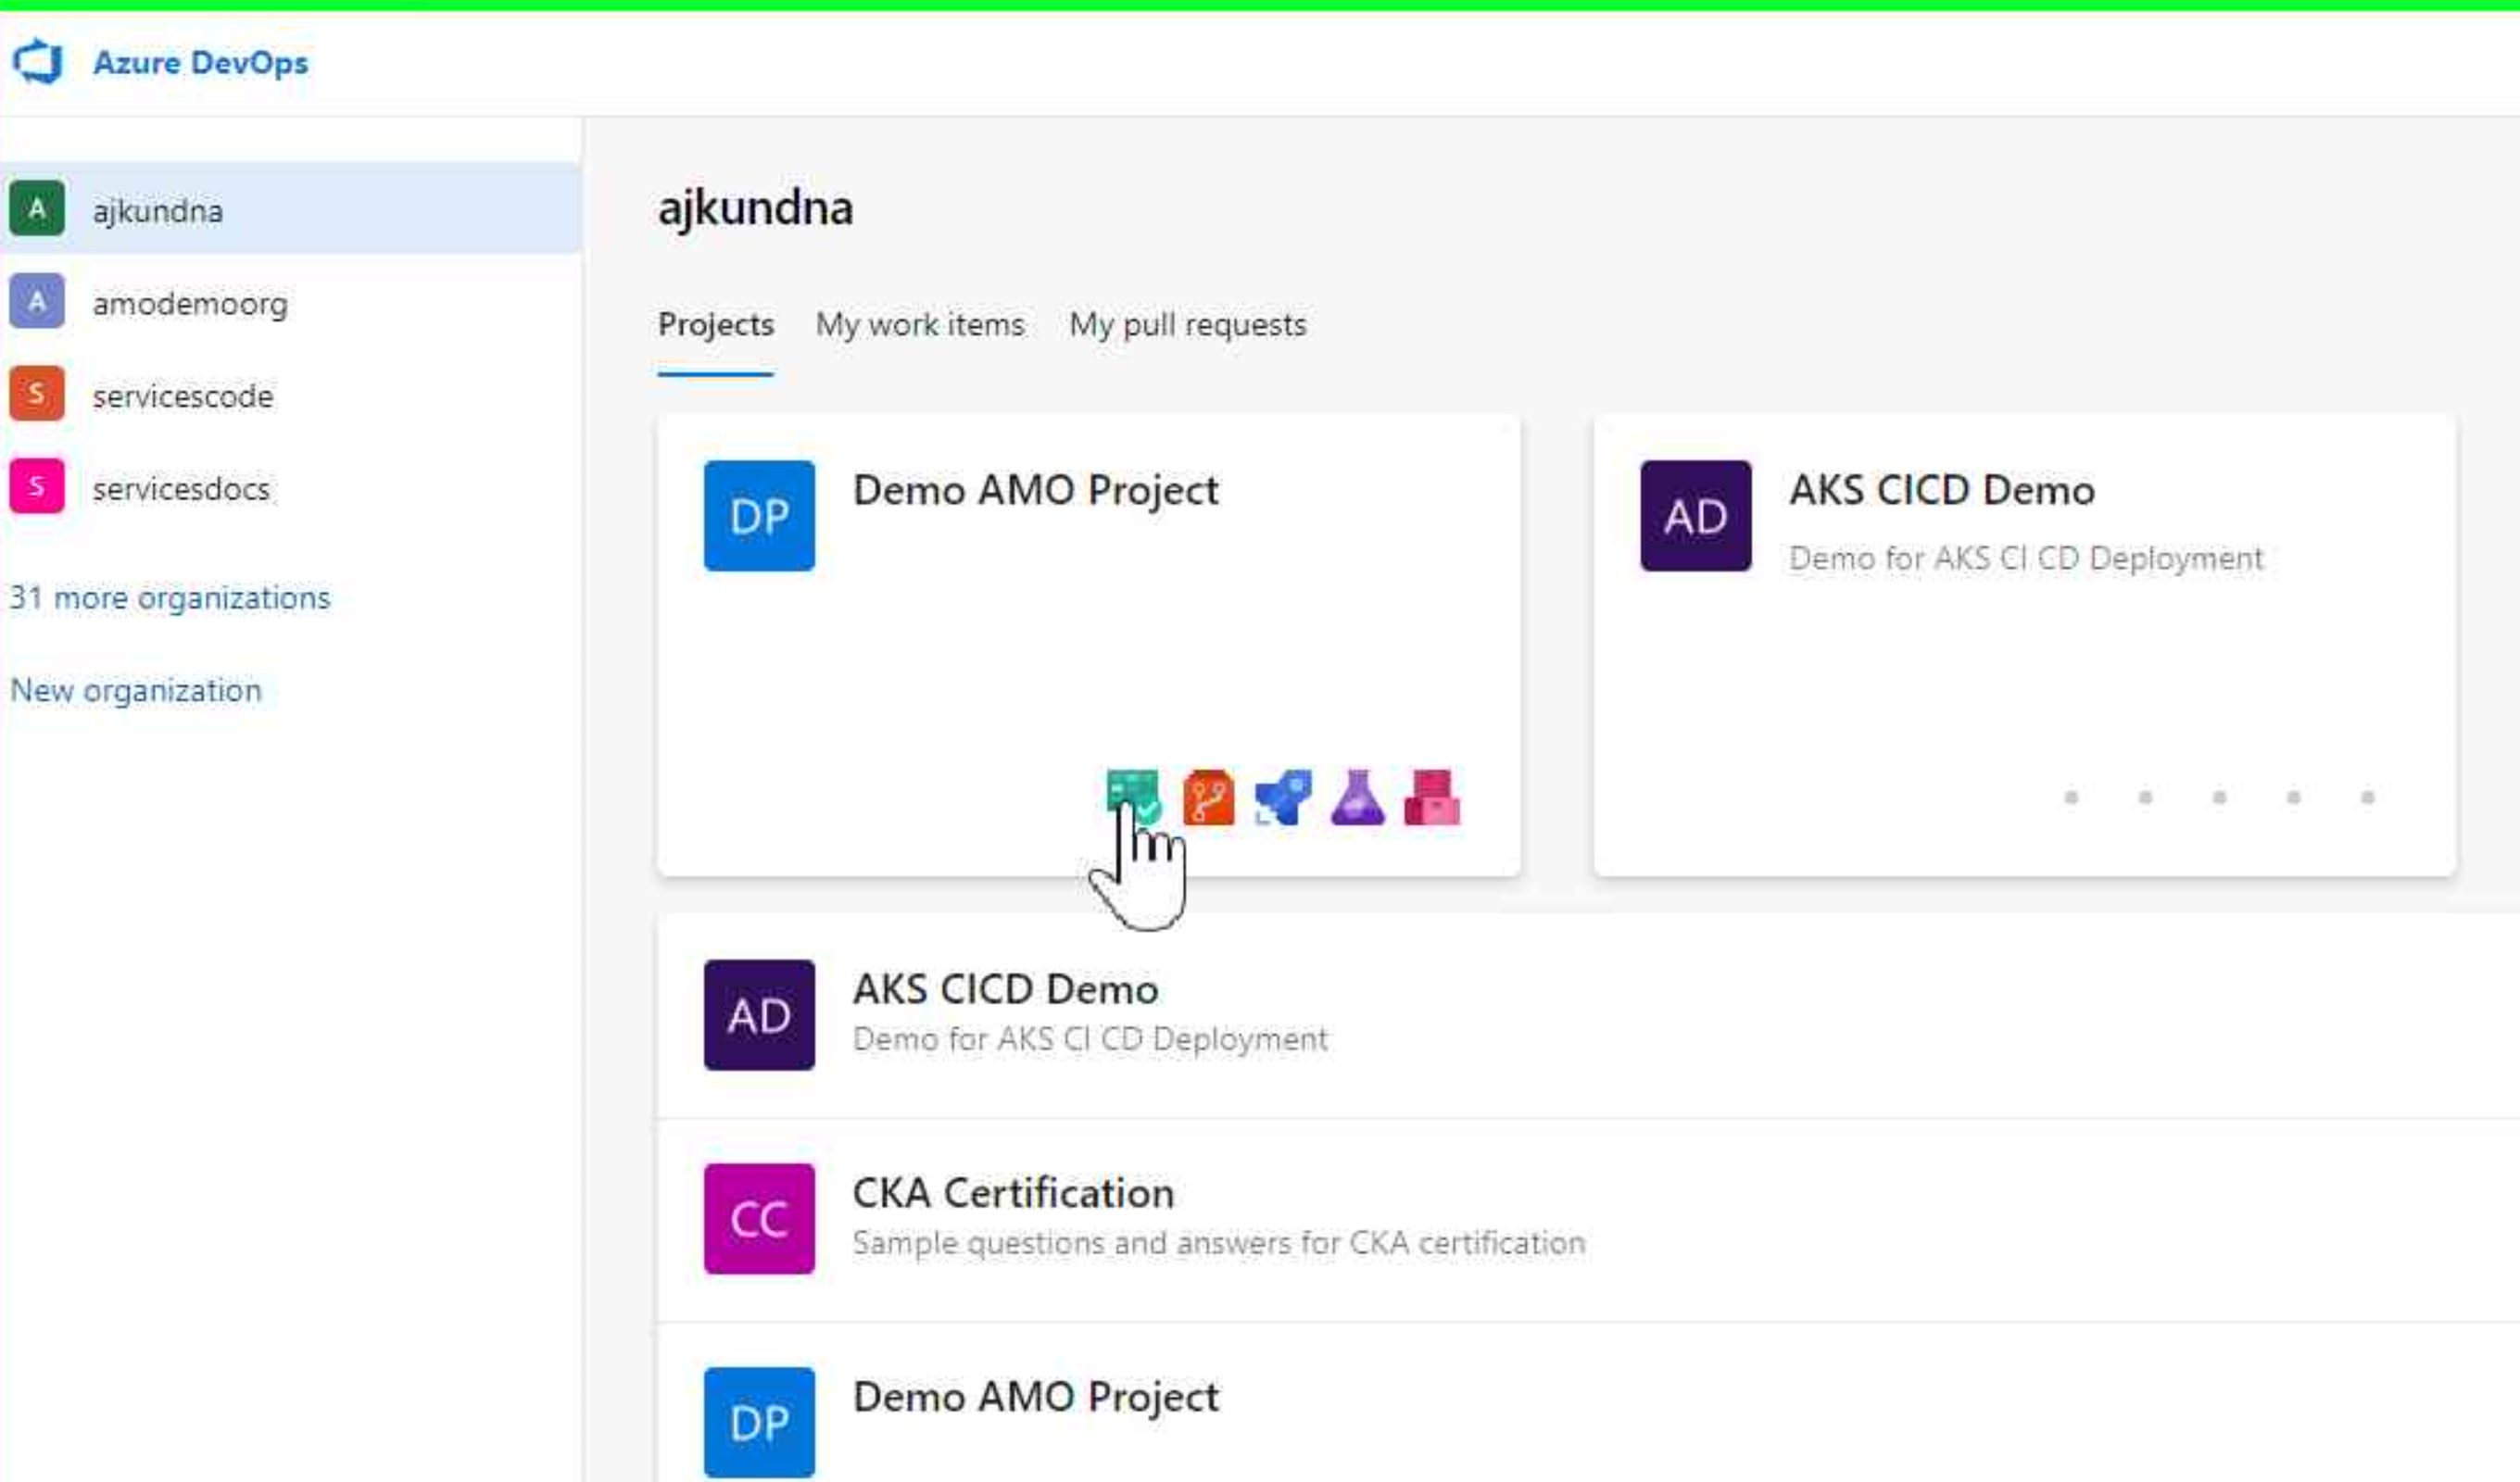 Azure DevOps
A ajkundna
A amodemoorg
S servicescode
S servicesdocs
31 more organizations
New organization
ajkundna
Projects My work items My pull requests
DP Demo AMO Project
AD AKS CICD Demo
Demo for AKS CI CD Deployment
AD AKS CICD Demo
Demo for AKS CI CD Deployment
CC CKA Certification
Sample questions and answers for CKA certification
DP Demo AMO Project